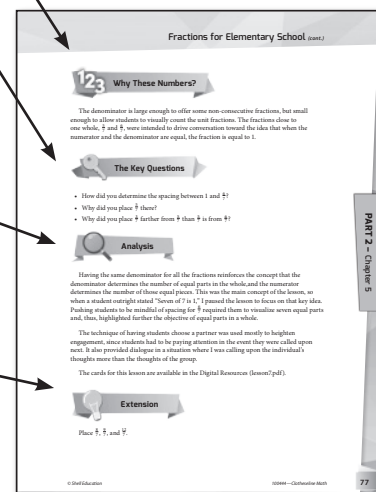 Fractions for Elementary School (cont.)
123 Why These Numbers?
The denominator is large enough to offer some non-consecutive fractions, but small
enough to allow students to visually count the unit fractions. The fractions close to
one whole, and were intended to drive conversation toward the idea that when the
numerator and the denominator are equal, the fraction is equal to 1.
The Key Questions
• How did you determine the spacing between 1 and ?
• Why did you place there?
• Why did you place farther from than is from ?
Analysis
Having the same denominator for all the fractions reinforces the concept that the
denominator determines the number of equal parts in the whole,and the numerator
determines the number of those equal pieces. This was the main concept of the lesson, so
when a student outright stated “Seven of 7 is 1,” I paused the lesson to focus on that key idea.
Pushing students to be mindful of spacing for required them to visualize seven equal parts
and, thus, highlighted further the objective of equal parts in a whole.
The technique of having students choose a partner was used mostly to heighten
engagement, since students had to be paying attention in the event they were called upon
next. It also provided dialogue in a situation where I was calling upon the individual’s
thoughts more than the thoughts of the group.
The cards for this lesson are available in the Digital Resources (lesson7.pdf).
Extension
Place , , and .
PART 2 – Chapter 5
© Shell Education
100444—Clothesline Math
77